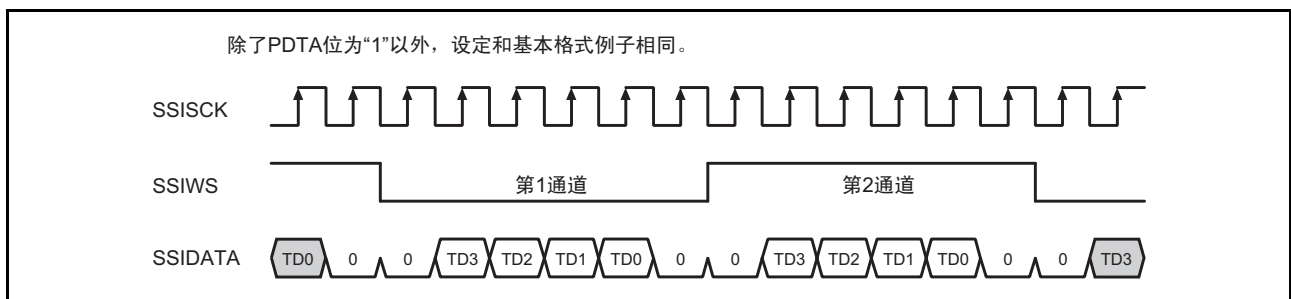 除了PDTA位为“1”以外，设定和基本格式例子相同。
SSISCK
SSIWS 第1通道 第2通道
SSIDATA TD0 0 0 TD3 TD2 TD1 TD0 0 0 TD3 TD2 TD1 TD0 0 0 TD3